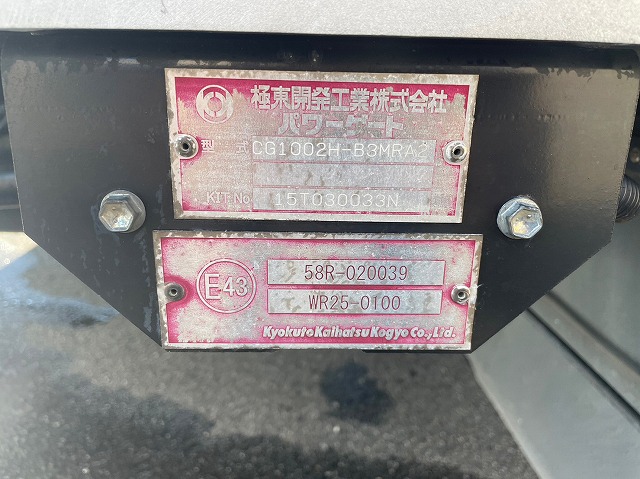 極東開発工業株式会社
パワーゲート
型式 CG1002H-B3MRA2
KIT No 15T030033N
E43
58R-020039
WR25-0100
Kyokuto Kaihatsu Kogyo Co., Ltd.